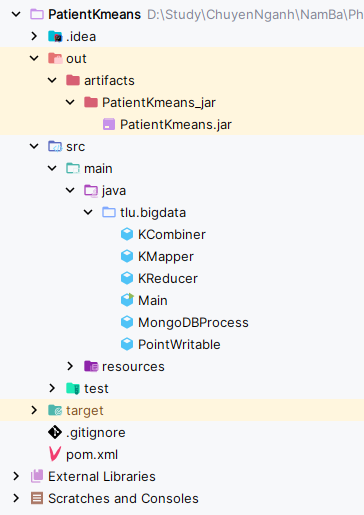 PatientKmeans D:\Study\ChuyenNganh\NamBa\Ph
.idea
out
artifacts
PatientKmeans_jar
PatientKmeans.jar
src
main
java
tlu.bigdata
KCombiner
KMapper
KReducer
Main
MongoDBProcess
PointWritable
resources
test
target
.gitignore
pom.xml
External Libraries
Scratches and Consoles